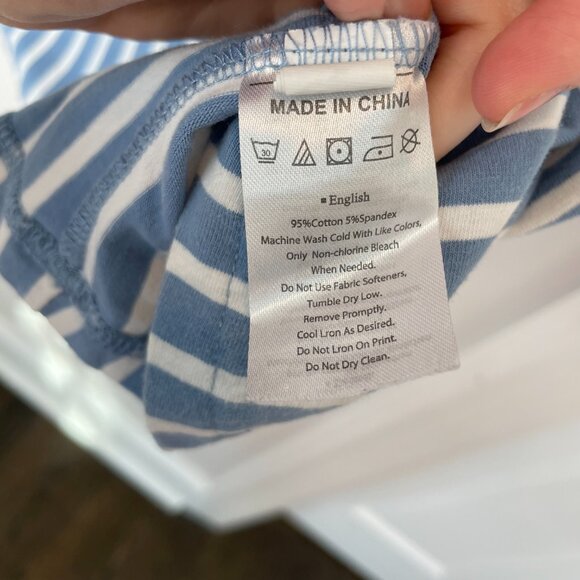 MADE IN CHINA
30
▪ English
95%Cotton 5%Spandex
Machine Wash Cold With Like Colors,
Only Non-chlorine Bleach
When Needed.
Do Not Use Fabric Softeners,
Tumble Dry Low.
Remove Promptly.
Cool Lron As Desired.
Do Not Lron On Print.
Do Not Dry Clean.